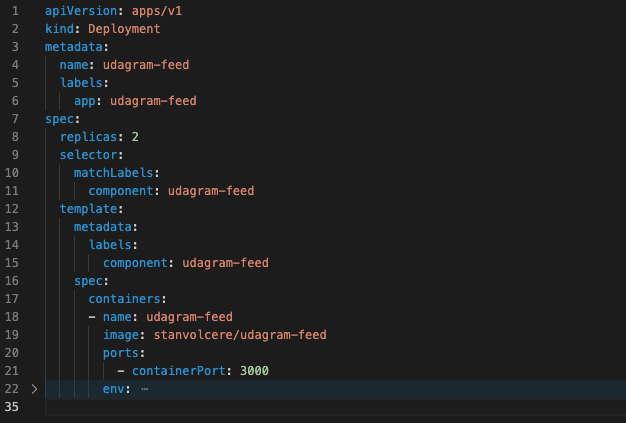 1 apiVersion: apps/v1
2 kind: Deployment
3 metadata:
4   name: udagram-feed
5   labels:
6     app: udagram-feed
7 spec:
8   replicas: 2
9   selector:
10     matchLabels:
11       component: udagram-feed
12   template:
13     metadata:
14       labels:
15         component: udagram-feed
16     spec:
17       containers:
18       - name: udagram-feed
19         image: stanvolcere/udagram-feed
20         ports:
21           - containerPort: 3000
22 >         env: ⋯
35